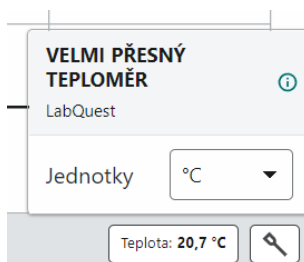 VELMI PŘESNÝ
TEPLOMĚR
LabQuest
Jednotky
°C
Teplota: 20,7 °C